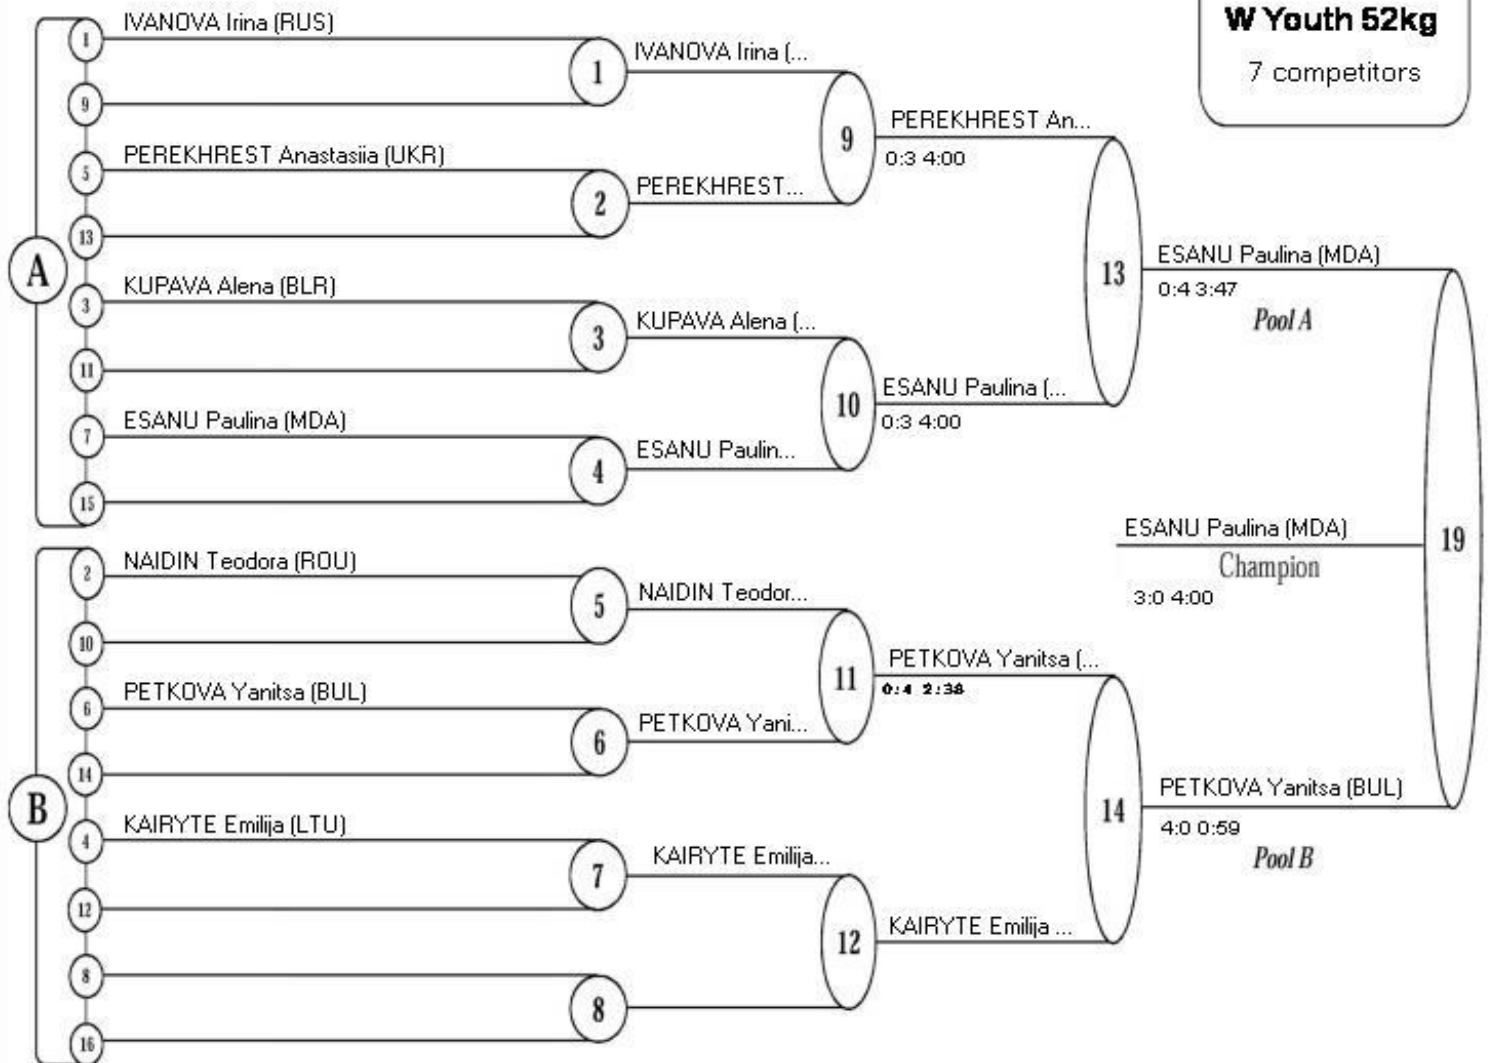 W Youth 52kg
7 competitors
A
1
IVANOVA Irina (RUS)
9
1
IVANOVA Irina (...
5
PEREKHREST Anastasiia (UKR)
13
2
PEREKHREST...
9
PEREKHREST An...
0:3 4:00
3
KUPAVA Alena (BLR)
11
3
KUPAVA Alena (...
7
ESANU Paulina (MDA)
15
4
ESANU Paulin...
10
ESANU Paulina (...
0:3 4:00
13
ESANU Paulina (MDA)
0:4 3:47
Pool A
B
2
NAIDIN Teodora (ROU)
10
5
NAIDIN Teodor...
6
PETKOVA Yanitsa (BUL)
14
6
PETKOVA Yani...
11
PETKOVA Yanitsa (...
0:4 2:38
4
KAIRYTE Emilija (LTU)
12
7
KAIRYTE Emilija...
8
16
8
12
KAIRYTE Emilija ...
14
PETKOVA Yanitsa (BUL)
4:0 0:59
Pool B
19
ESANU Paulina (MDA)
Champion
3:0 4:00